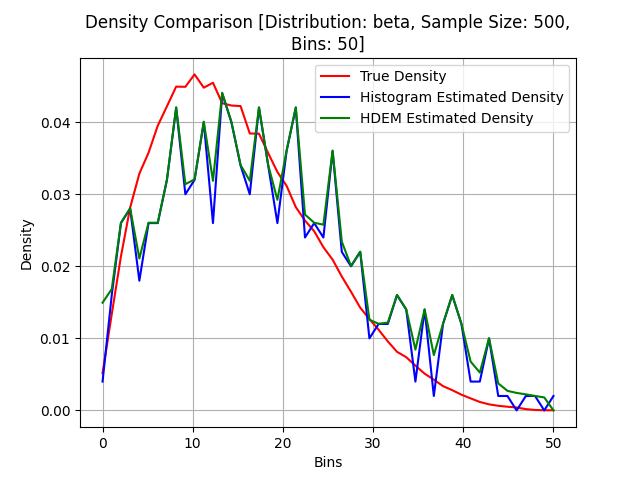 Density Comparison [Distribution: beta, Sample Size: 500,
Bins: 50]
True Density
Histogram Estimated Density
HDEM Estimated Density
Density
0.04
0.03
0.02
0.01
0.00
0 10 20 30 40 50
Bins